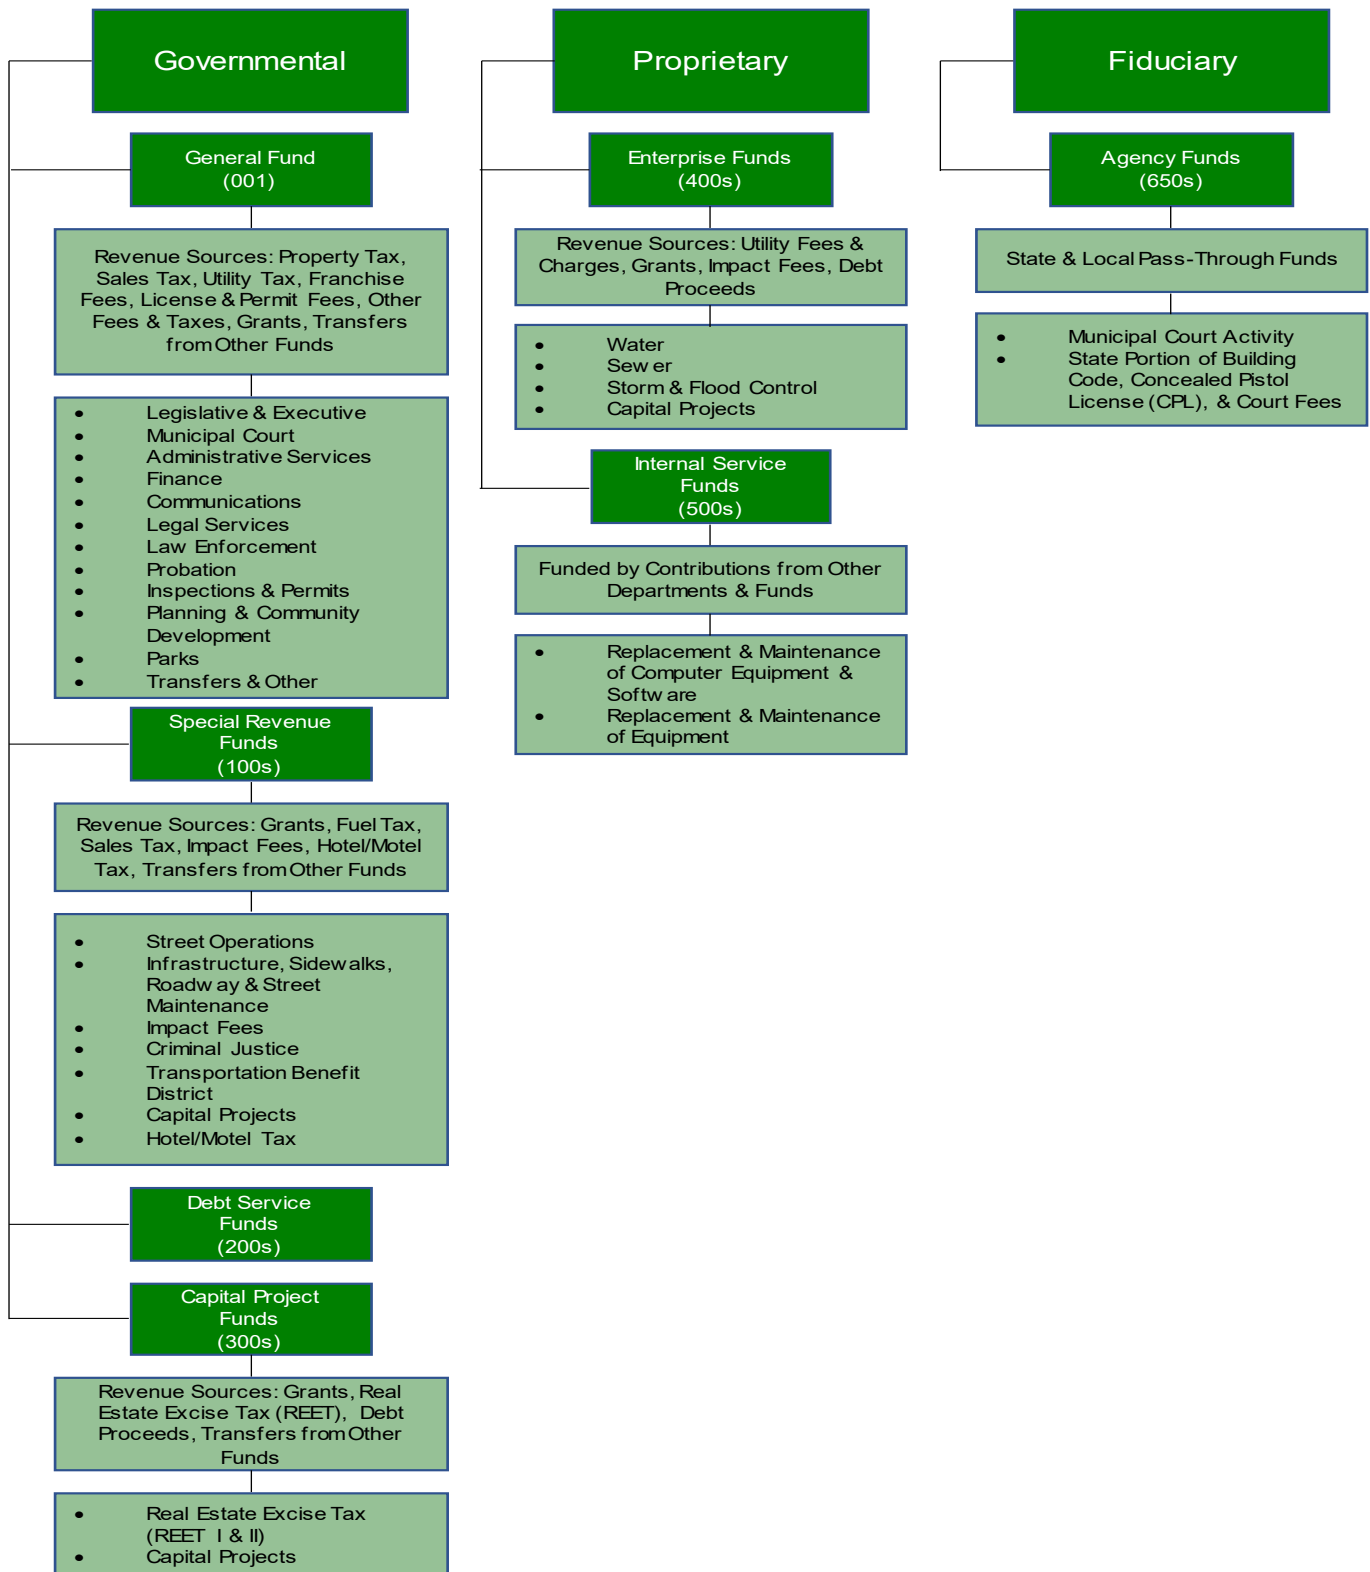 Governmental
General Fund
(001)
Revenue Sources: Property Tax,
Sales Tax, Utility Tax, Franchise
Fees, License & Permit Fees, Other
Fees & Taxes, Grants, Transfers
from Other Funds
• Legislative & Executive
• Municipal Court
• Administrative Services
• Finance
• Communications
• Legal Services
• Law Enforcement
• Probation
• Inspections & Permits
• Planning & Community
Development
• Parks
• Transfers & Other
Special Revenue
Funds
(100s)
Revenue Sources: Grants, Fuel Tax,
Sales Tax, Impact Fees, Hotel/Motel
Tax, Transfers from Other Funds
• Street Operations
• Infrastructure, Sidewalks,
Roadway & Street
Maintenance
• Impact Fees
• Criminal Justice
• Transportation Benefit
District
• Capital Projects
• Hotel/Motel Tax
Debt Service
Funds
(200s)
Capital Project
Funds
(300s)
Revenue Sources: Grants, Real
Estate Excise Tax (REET), Debt
Proceeds, Transfers from Other
Funds
• Real Estate Excise Tax
(REET I & II)
• Capital Projects
Proprietary
Enterprise Funds
(400s)
Revenue Sources: Utility Fees &
Charges, Grants, Impact Fees, Debt
Proceeds
• Water
• Sewer
• Storm & Flood Control
• Capital Projects
Internal Service
Funds
(500s)
Funded by Contributions from Other
Departments & Funds
• Replacement & Maintenance
of Computer Equipment &
Software
• Replacement & Maintenance
of Equipment
Fiduciary
Agency Funds
(650s)
State & Local Pass-Through Funds
• Municipal Court Activity
• State Portion of Building
Code, Concealed Pistol
License (CPL), & Court Fees